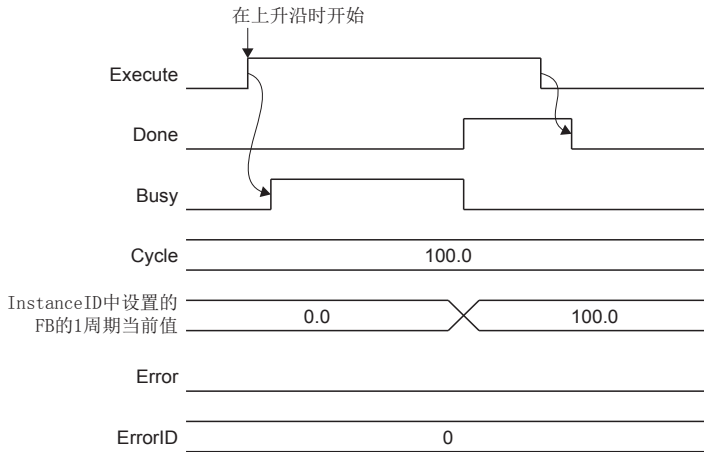 在上升沿时开始
Execute
Done
Busy
Cycle
100.0
InstanceID中设置的
FB的1周期当前值
0.0
100.0
Error
ErrorID
0